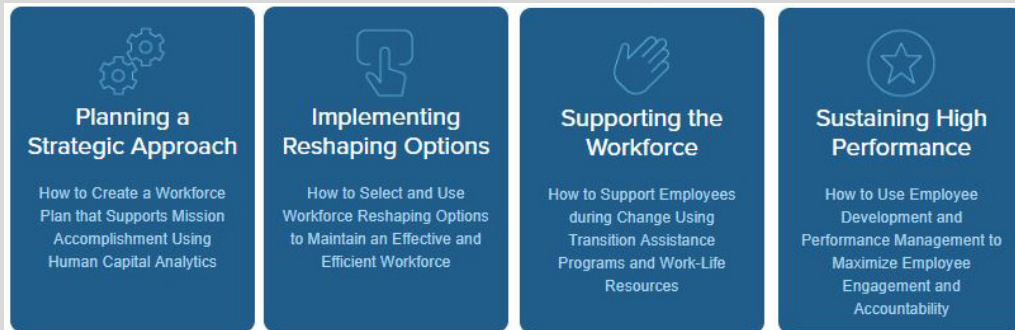 Planning a
Strategic Approach
How to Create a Workforce
Plan that Supports Mission
Accomplishment Using
Human Capital Analytics
Implementing
Reshaping Options
How to Select and Use
Workforce Reshaping Options
to Maintain an Effective and
Efficient Workforce
Supporting the
Workforce
How to Support Employees
during Change Using
Transition Assistance
Programs and Work-Life
Resources
Sustaining High
Performance
How to Use Employee
Development and
Performance Management to
Maximize Employee
Engagement and
Accountability